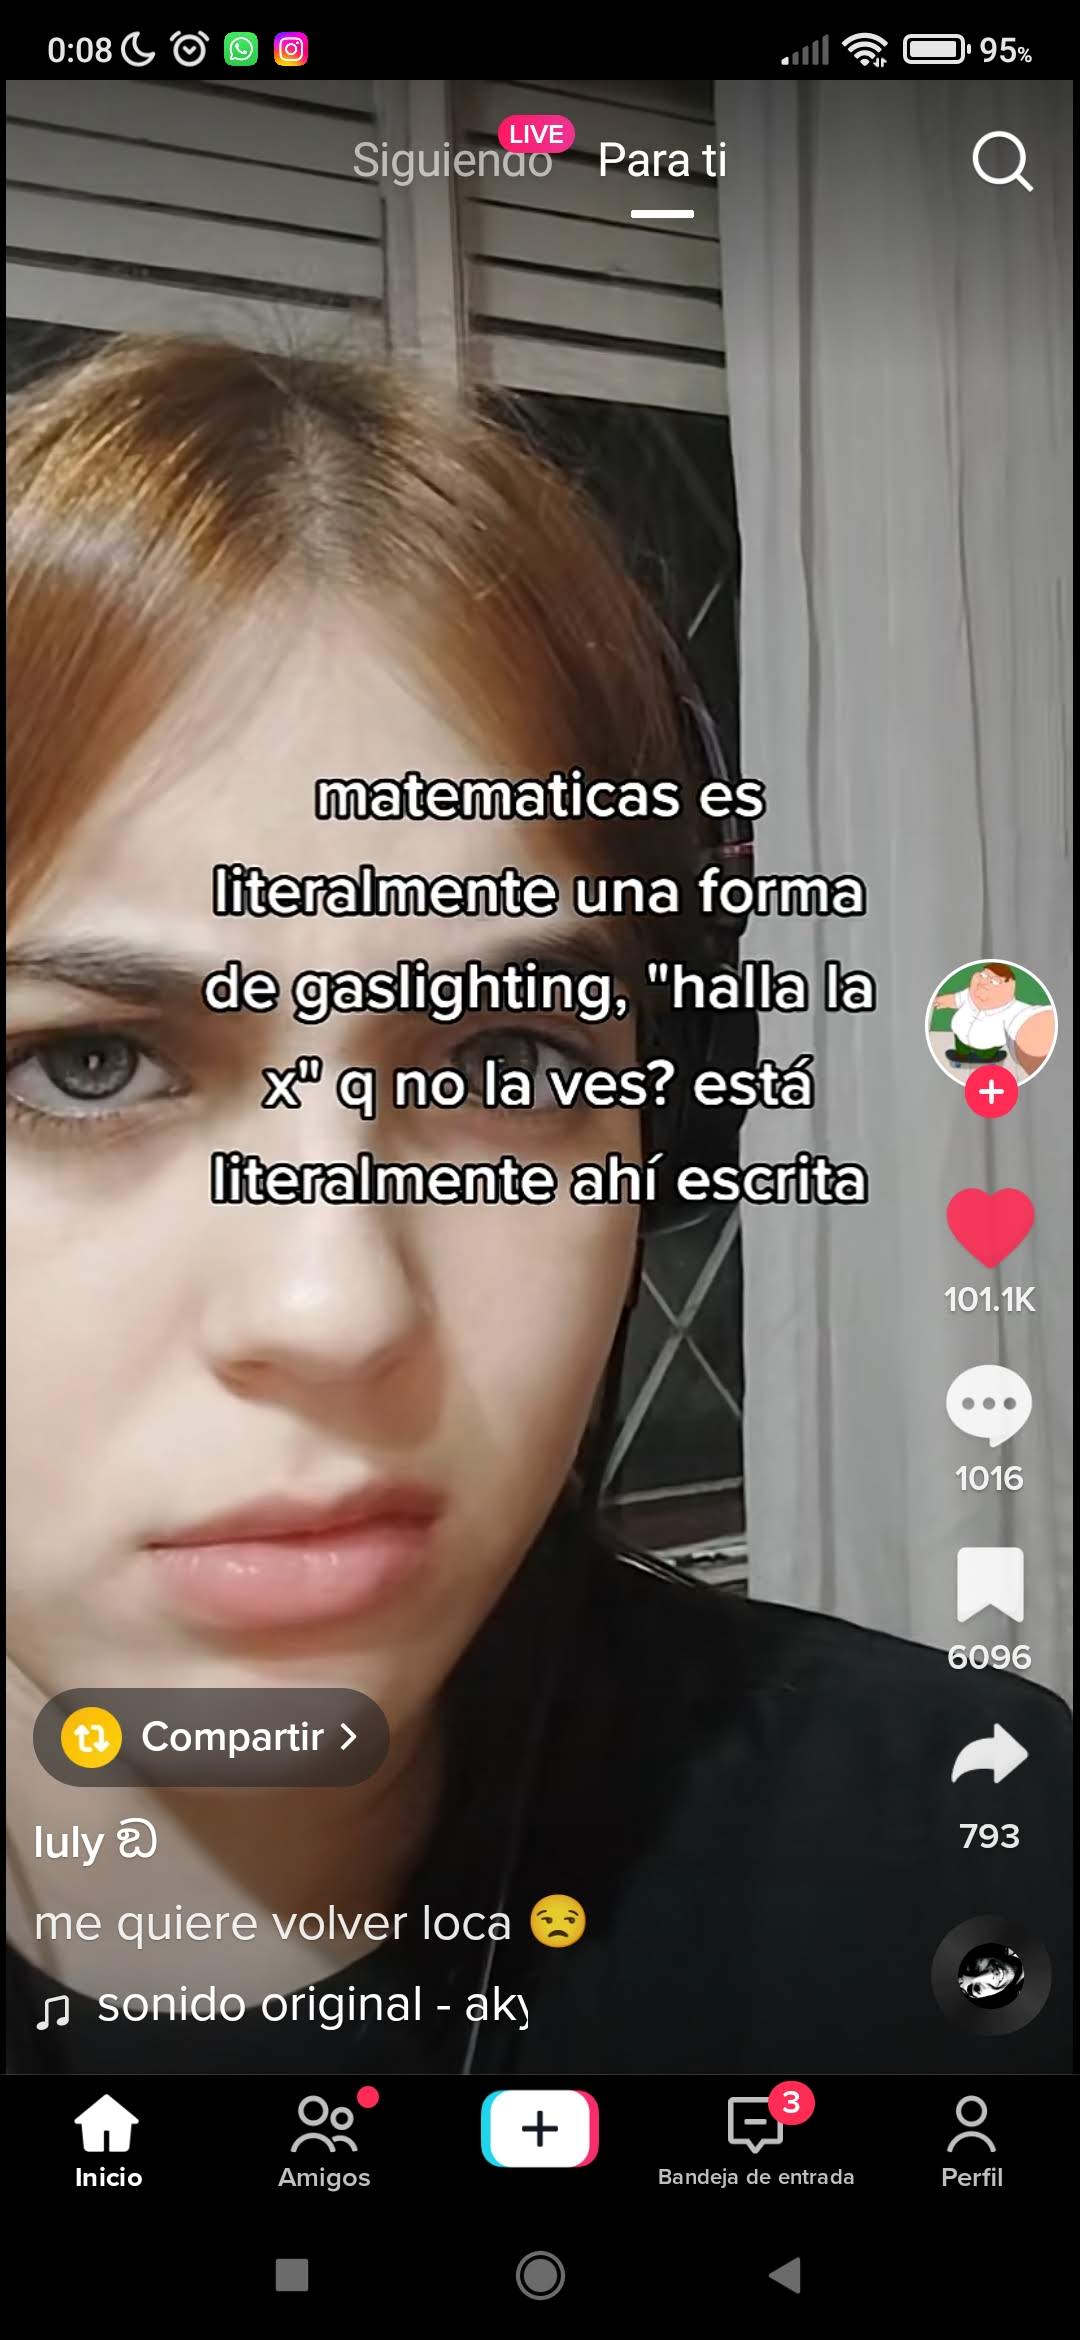 0:08
95%
LIVE
Siguiendo Para ti
matematicas es
literalmente una forma
de gaslighting, "halla la
x" q no la ves? está
literalmente ahí escrita
101.1K
1016
6096
Compartir
793
luly
me quiere volver loca 😒
sonido original - aky
3
Inicio Amigos Bandeja de entrada Perfil